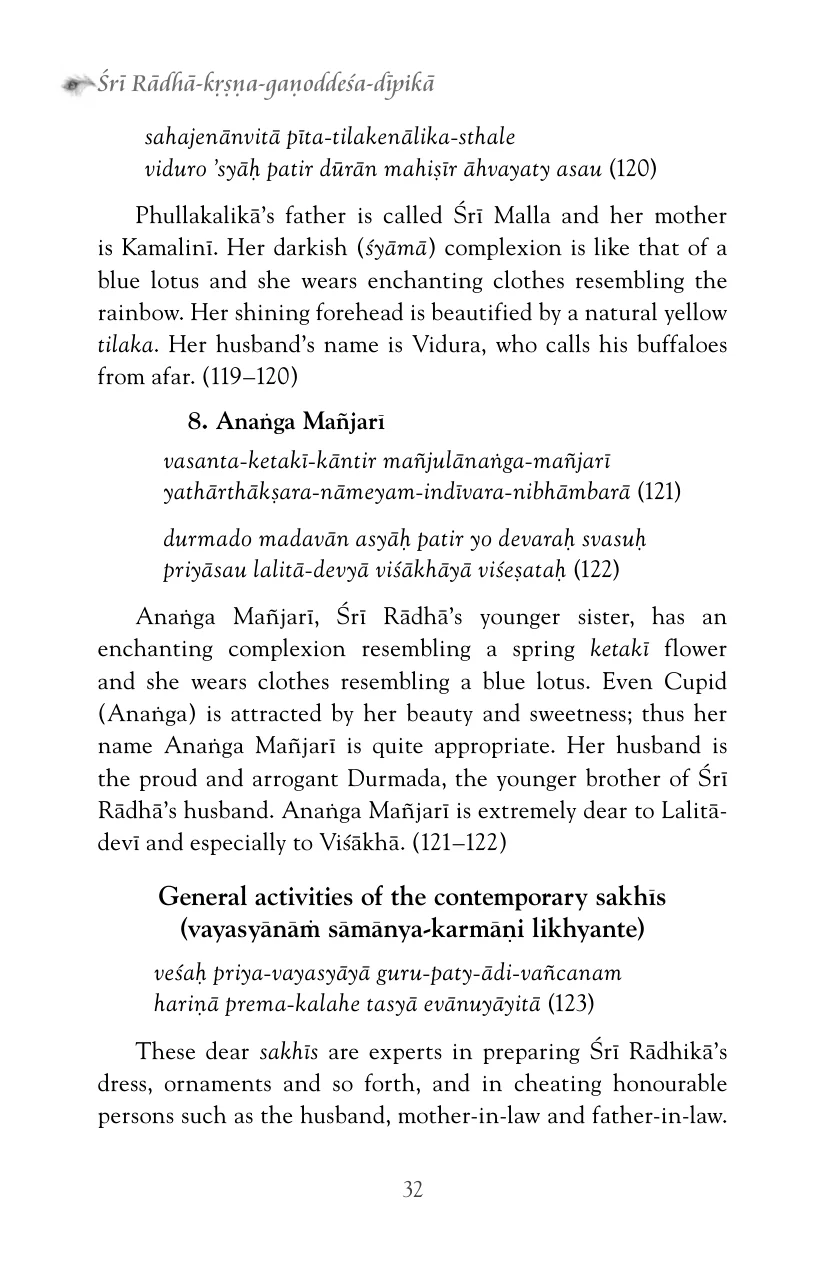 Śrī Rādhā-kṛṣṇa-gaṇoddeśa-dīpikā
sahajenānvitā pīta-tilakenālika-sthale
viduro ’syāḥ patir dūrān mahiṣīr āhvayaty asau (120)
Phullakalikā’s father is called Śrī Malla and her mother
is Kamalinī. Her darkish (śyāmā) complexion is like that of a
blue lotus and she wears enchanting clothes resembling the
rainbow. Her shining forehead is beautified by a natural yellow
tilaka. Her husband’s name is Vidura, who calls his buffaloes
from afar. (119–120)
8. Anaṅga Mañjarī
vasanta-ketakī-kāntir mañjulānaṅga-mañjarī
yathārthākṣara-nāmeyam-indīvara-nibhāmbarā (121)
durmado madavān asyāḥ patir yo devaraḥ svasuḥ
priyāsau lalitā-devyā viśākhāyā viśeṣataḥ (122)
Anaṅga Mañjarī, Śrī Rādhā’s younger sister, has an
enchanting complexion resembling a spring ketakī flower
and she wears clothes resembling a blue lotus. Even Cupid
(Anaṅga) is attracted by her beauty and sweetness; thus her
name Anaṅga Mañjarī is quite appropriate. Her husband is
the proud and arrogant Durmada, the younger brother of Śrī
Rādhā’s husband. Anaṅga Mañjarī is extremely dear to Lalitā-
devī and especially to Viśākhā. (121–122)
General activities of the contemporary sakhīs
(vayasyānāṁ sāmānya-karmāṇi likhyante)
veśaḥ priya-vayasyāyā guru-paty-ādi-vañcanam
hariṇā prema-kalahe tasyā evānuyāyitā (123)
These dear sakhīs are experts in preparing Śrī Rādhikā’s
dress, ornaments and so forth, and in cheating honourable
persons such as the husband, mother-in-law and father-in-law.
32